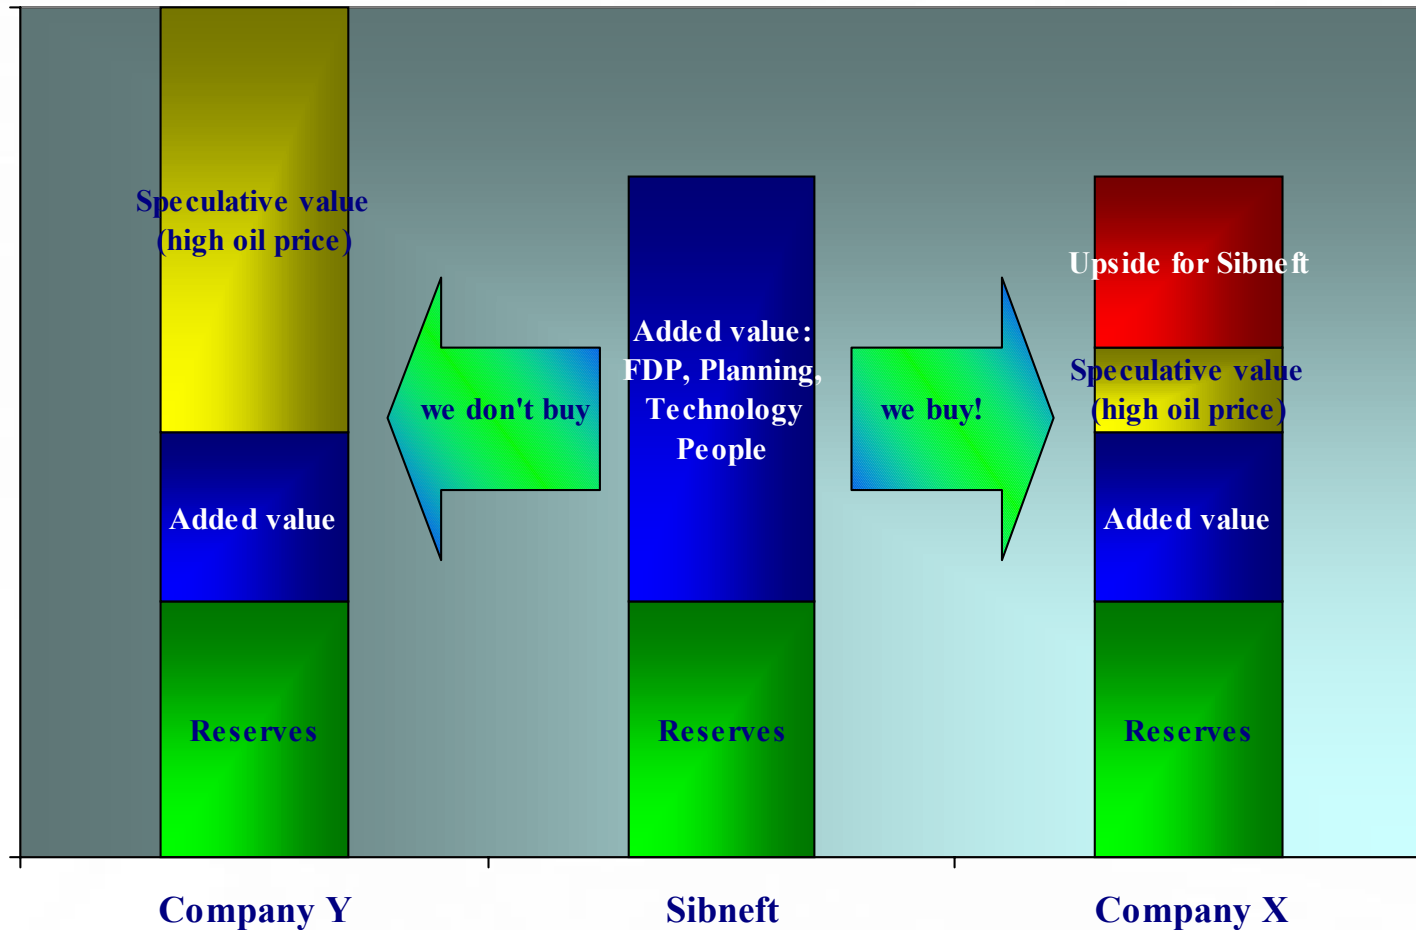 Speculative value
(high oil price)
Added value
Reserves
we don't buy
Added value:
FDP, Planning,
Technology
People
Reserves
we buy!
Upside for Sibneft
Speculative value
(high oil price)
Added value
Reserves
Company Y
Sibneft
Company X